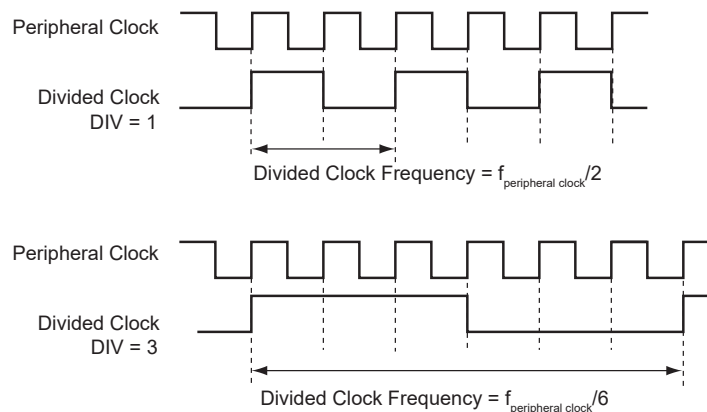 Peripheral Clock
Divided Clock
DIV = 1
Divided Clock Frequency = fperipheral clock/2
Peripheral Clock
Divided Clock
DIV = 3
Divided Clock Frequency = fperipheral clock/6